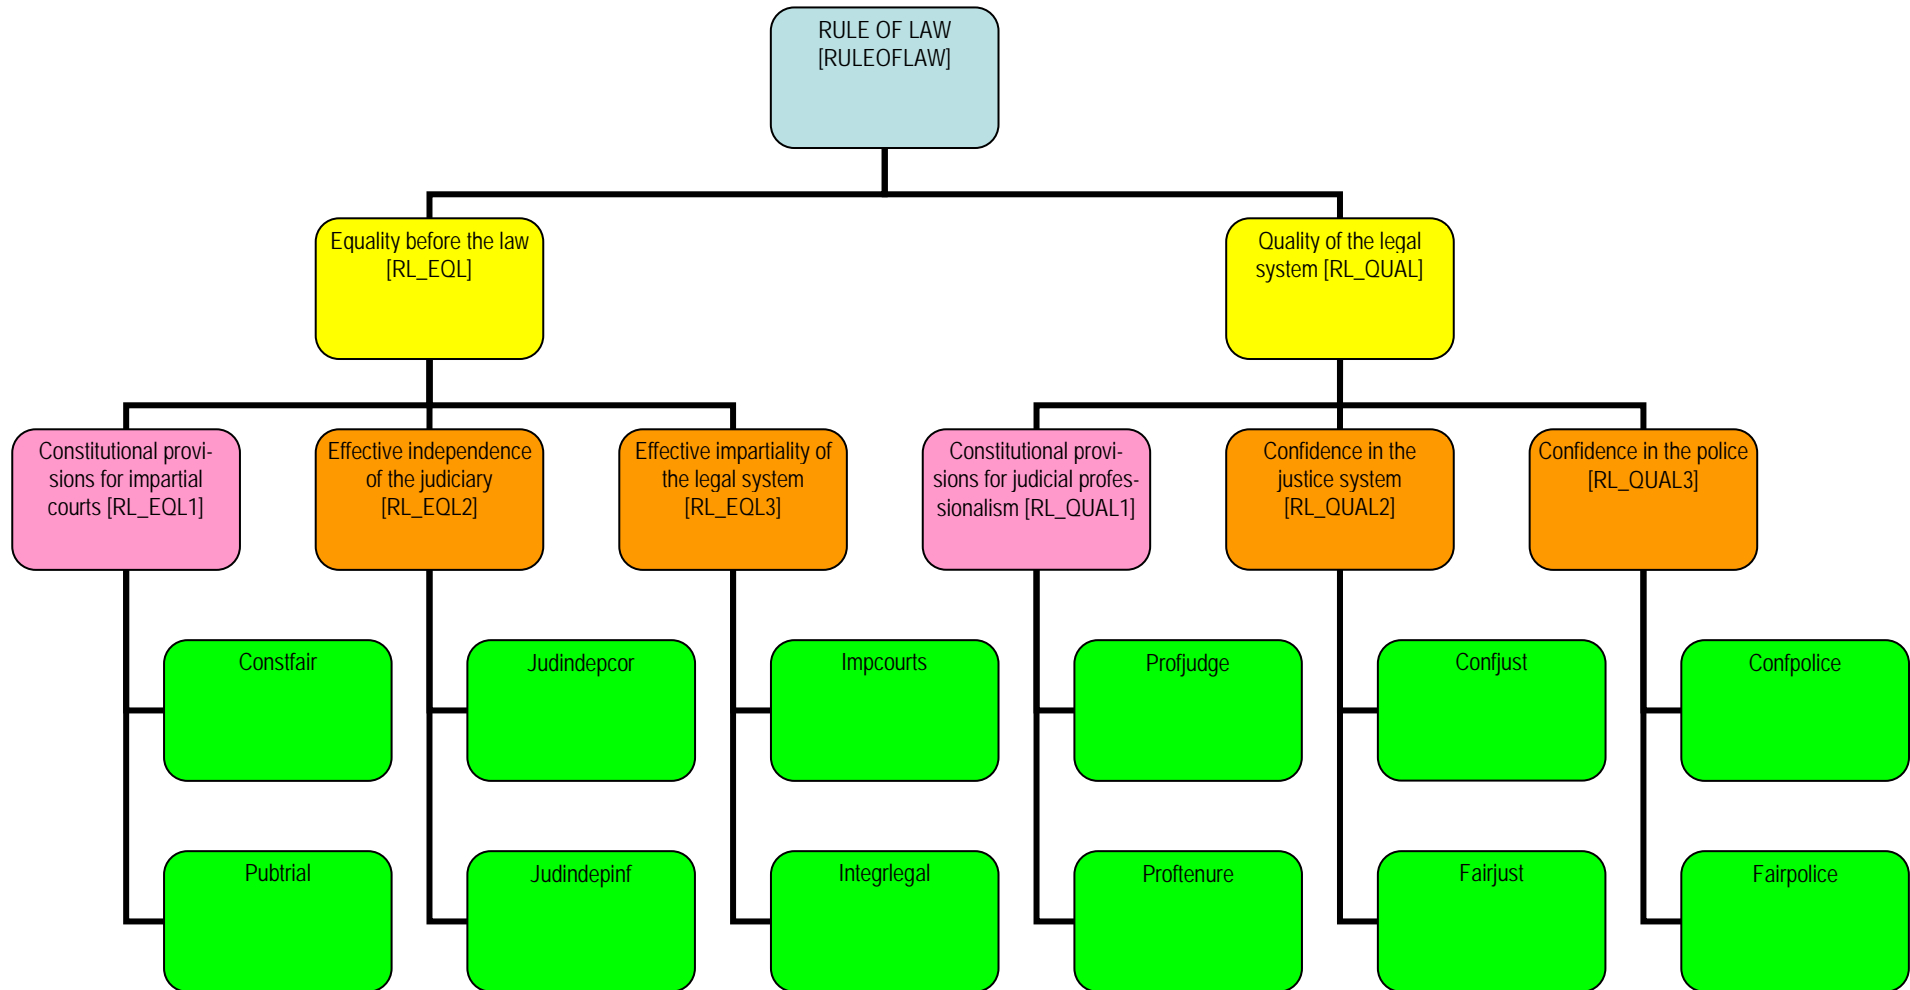 RULE OF LAW
[RULEOFLAW]
Equality before the law
[RL_EQL]
Quality of the legal
system [RL_QUAL]
Constitutional provi-
sions for impartial
courts [RL_EQL1]
Effective independence
of the judiciary
[RL_EQL2]
Effective impartiality of
the legal system
[RL_EQL3]
Constitutional provi-
sions for judicial profes-
sionalism [RL_QUAL1]
Confidence in the
justice system
[RL_QUAL2]
Confidence in the police
[RL_QUAL3]
Constfair
Judindepcor
Impcourts
Profjudge
Confjust
Confpolice
Pubtrial
Judindepinf
Integrlegal
Proftenure
Fairjust
Fairpolice